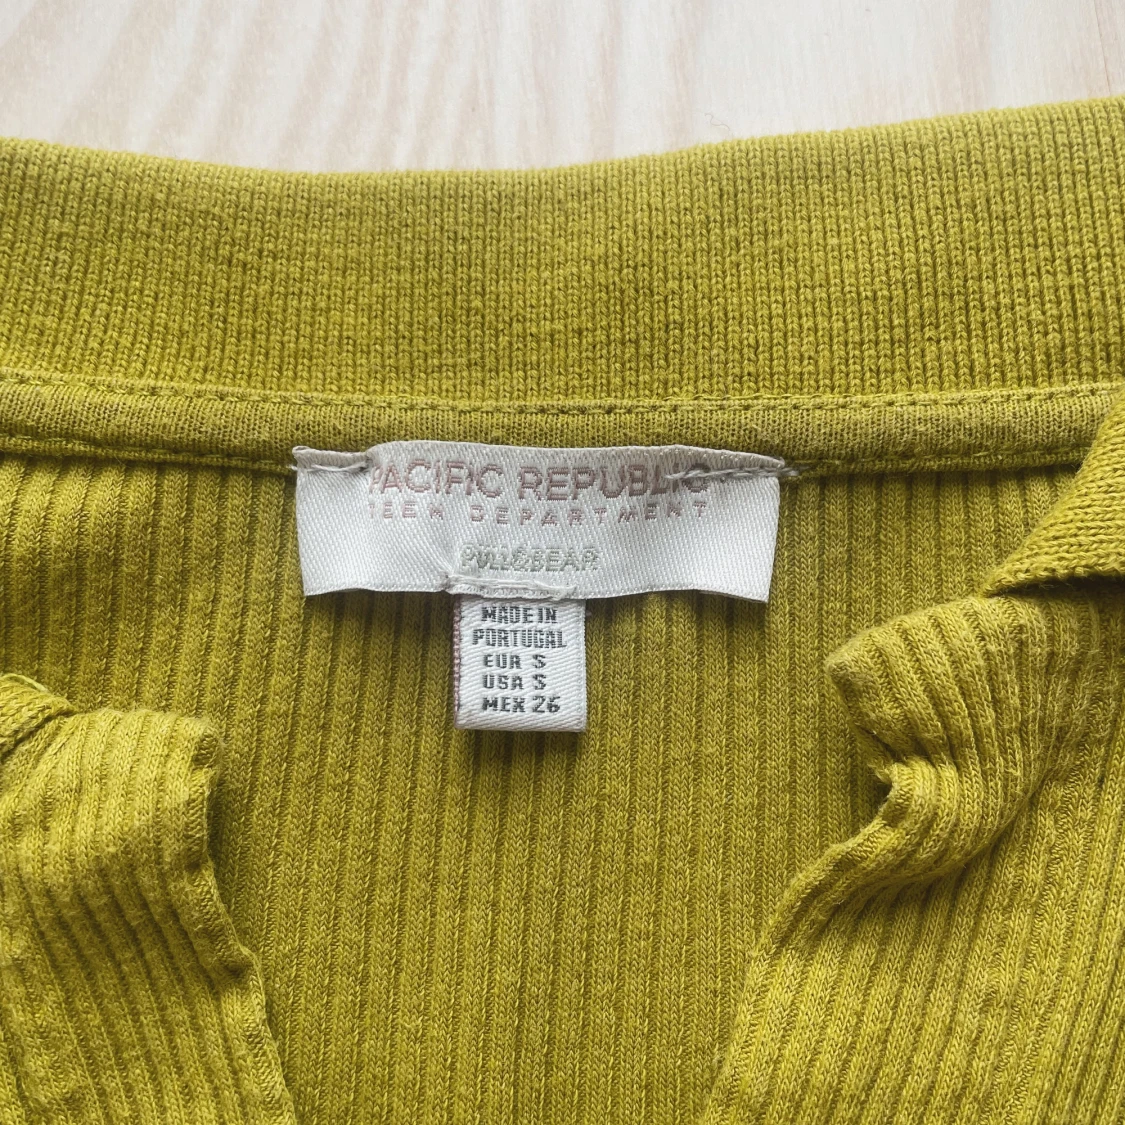 PACIFIC REPUBLIC
TEEN DEPARTMENT
PULL&BEAR
MADE IN
PORTUGAL
EUR S
USA S
MEX 26